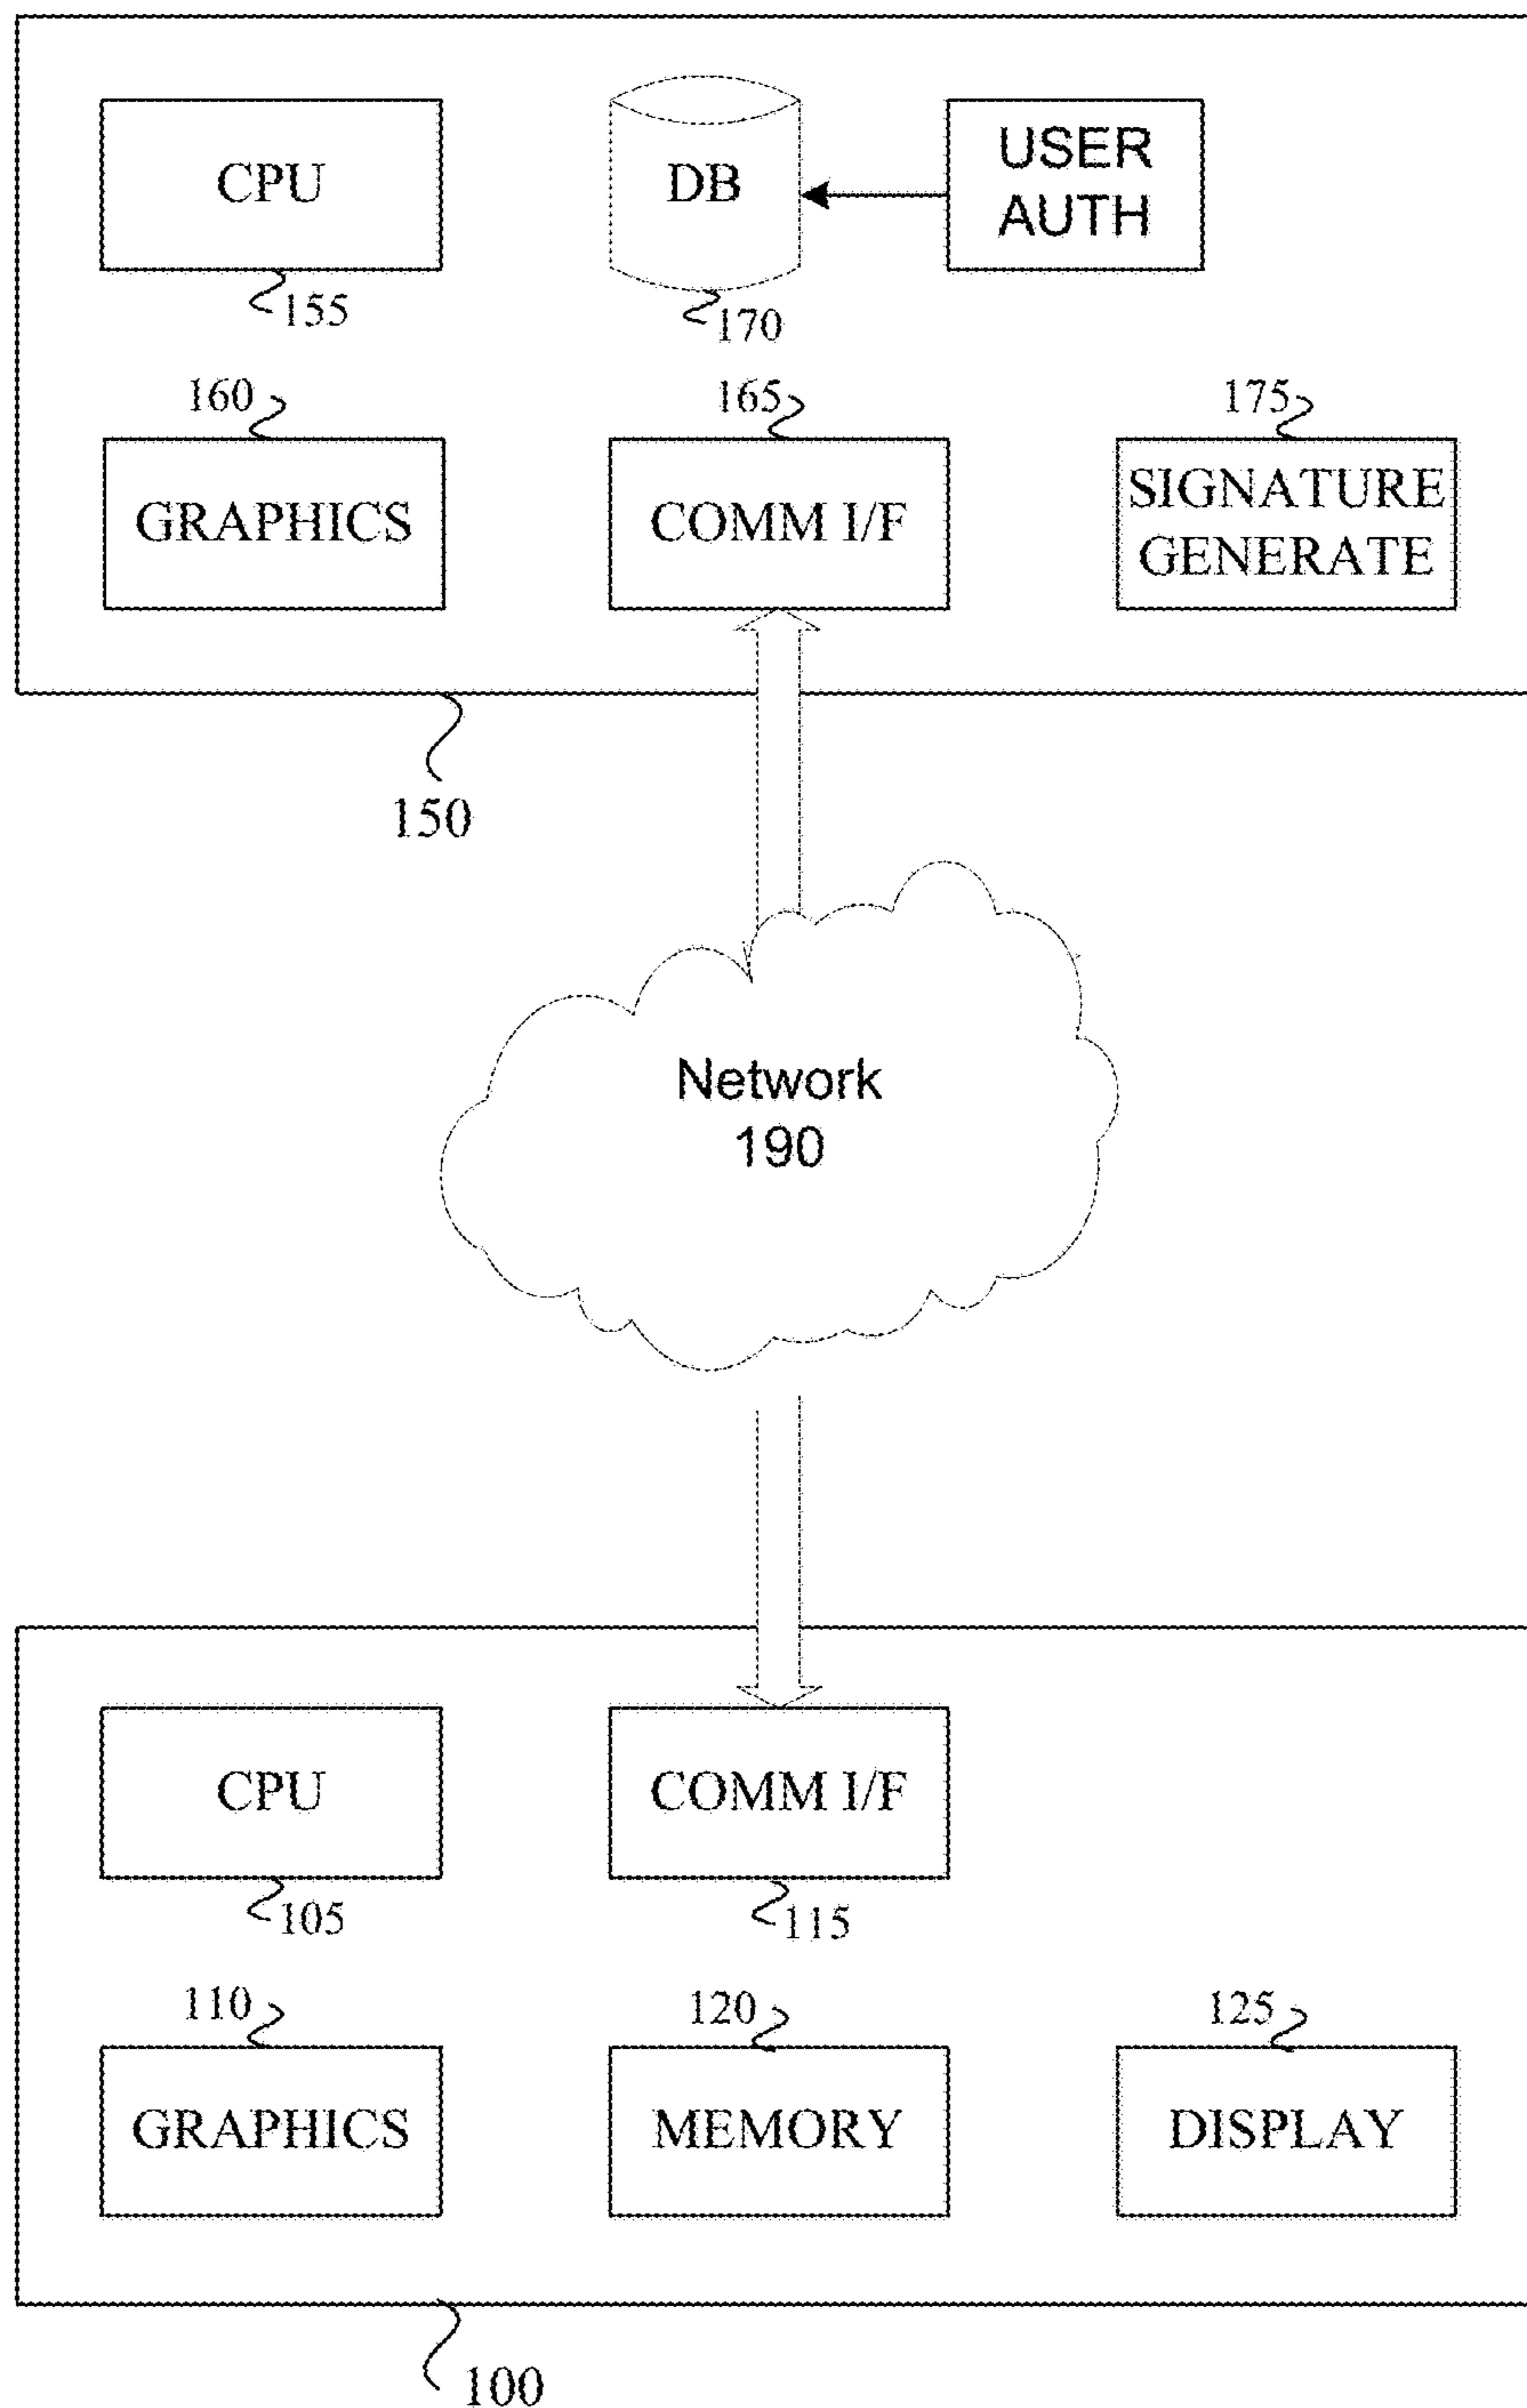 CPU
DB
USER
AUTH
155
170
160
165
175
GRAPHICS
COMM I/F
SIGNATURE
GENERATE
150
Network
190
CPU
COMM I/F
105
115
110
120
125
GRAPHICS
MEMORY
DISPLAY
100